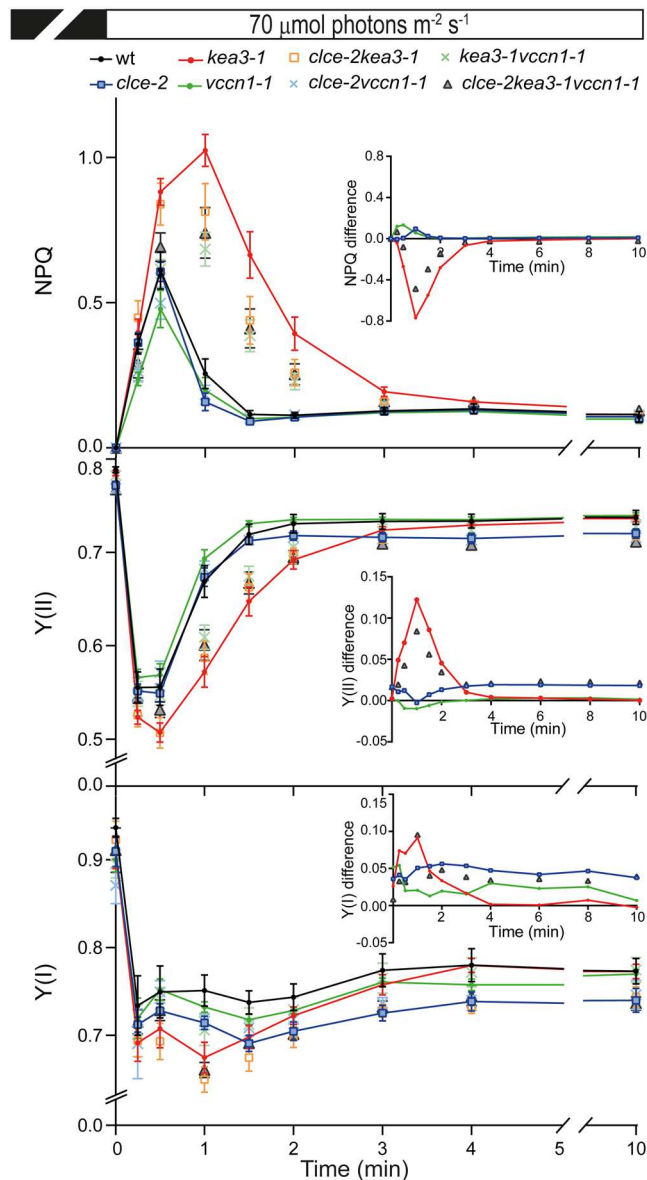 70 μmol photons m⁻² s⁻¹
wt kea3-1 clce-2kea3-1 kea3-1vccn1-1
clce-2 vccn1-1 clce-2vccn1-1 clce-2kea3-1vccn1-1
NPQ
1.0
0.5
0.0
NPQ difference
0.8
0.4
0.0
-0.4
-0.8
2 4 6 8 10
Time (min)
Y(II)
0.8
0.7
0.6
0.5
0.0
Y(II) difference
0.15
0.10
0.05
0.00
-0.05
2 4 6 8 10
Time (min)
Y(I)
0.9
0.8
0.7
0.0
Y(I) difference
0.15
0.10
0.05
0.00
-0.05
2 4 6 8 10
Time (min)
0 1 2 3 4 5 10
Time (min)